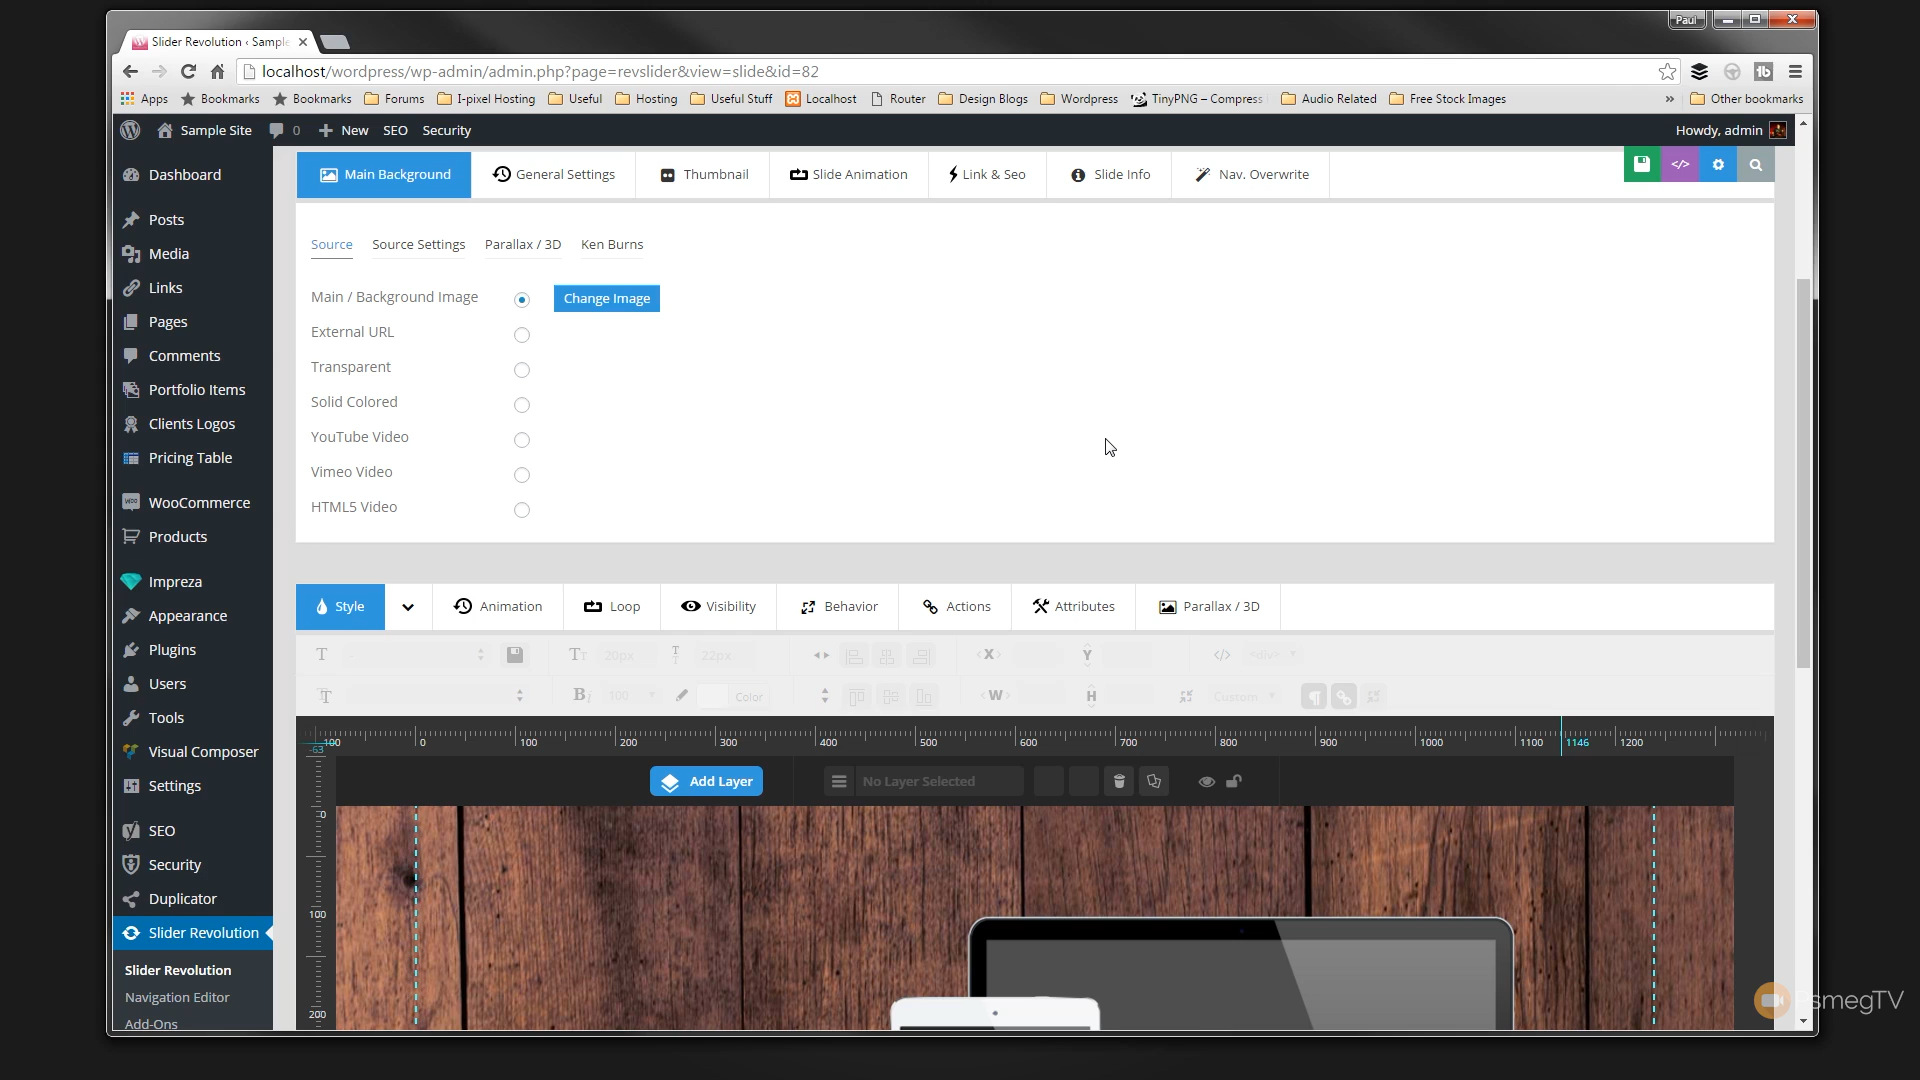 Paul
Slider Revolution ‹ Sample
localhost/wordpress/wp-admin/admin.php?page=revslider&view=slide&id=82
Apps Bookmarks Bookmarks Forums I-pixel Hosting Useful Hosting Useful Stuff Localhost Router Design Blogs Wordpress TinyPNG – Compress Audio Related Free Stock Images » Other bookmarks
Sample Site 0 New SEO Security Howdy, admin
Dashboard
Posts
Media
Links
Pages
Comments
Portfolio Items
Clients Logos
Pricing Table
WooCommerce
Products
Impreza
Appearance
Plugins
Users
Tools
Visual Composer
Settings
SEO
Security
Duplicator
Slider Revolution
Slider Revolution
Navigation Editor
Add-Ons
Main Background General Settings Thumbnail Slide Animation Link & Seo Slide Info Nav. Overwrite
Source Source Settings Parallax / 3D Ken Burns
Main / Background Image Change Image
External URL
Transparent
Solid Colored
YouTube Video
Vimeo Video
HTML5 Video
Style Animation Loop Visibility Behavior Actions Attributes Parallax / 3D
20px 22px X Y </> <div>
100 Color W H Custom
-63 100 0 100 200 300 400 500 600 700 800 900 1000 1100 1146 1200
Add Layer No Layer Selected
0
100
200
smegTV